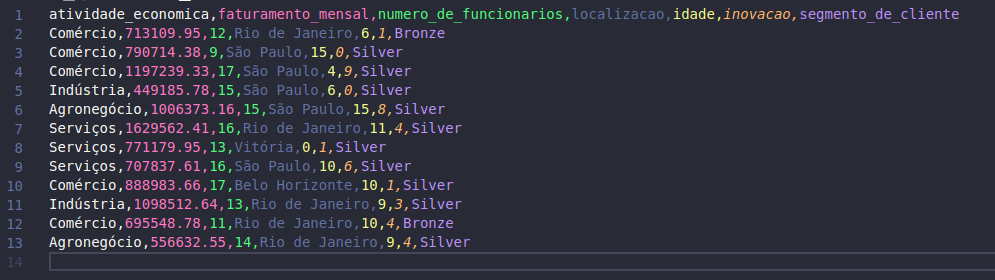 1 atividade_economica,faturamento_mensal,numero_de_funcionarios,localizacao,idade,inovacao,segmento_de_cliente
2 Comércio,713109.95,12,Rio de Janeiro,6,1,Bronze
3 Comércio,790714.38,9,São Paulo,15,0,Silver
4 Comércio,1197239.33,17,São Paulo,4,9,Silver
5 Indústria,449185.78,15,São Paulo,6,0,Silver
6 Agronegócio,1006373.16,15,São Paulo,15,8,Silver
7 Serviços,1629562.41,16,Rio de Janeiro,11,4,Silver
8 Serviços,771179.95,13,Vitória,0,1,Silver
9 Serviços,707837.61,16,São Paulo,10,6,Silver
10 Comércio,888983.66,17,Belo Horizonte,10,1,Silver
11 Indústria,1098512.64,13,Rio de Janeiro,9,3,Silver
12 Comércio,695548.78,11,Rio de Janeiro,10,4,Bronze
13 Agronegócio,556632.55,14,Rio de Janeiro,9,4,Silver
14